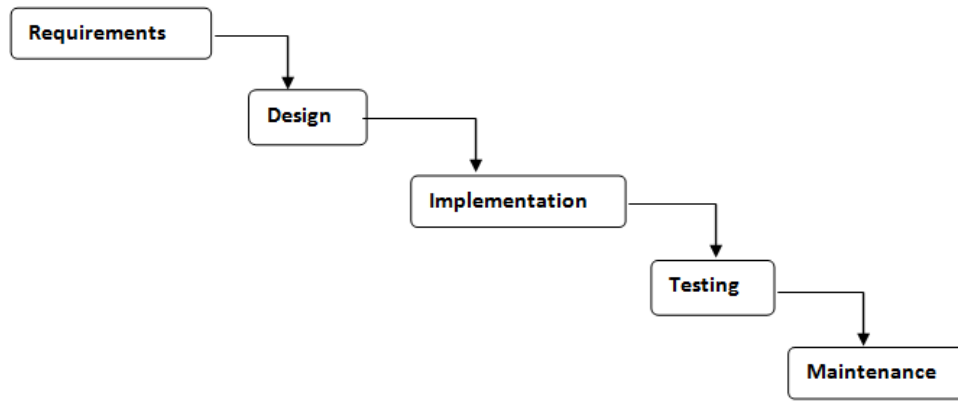 Requirements
Design
Implementation
Testing
Maintenance